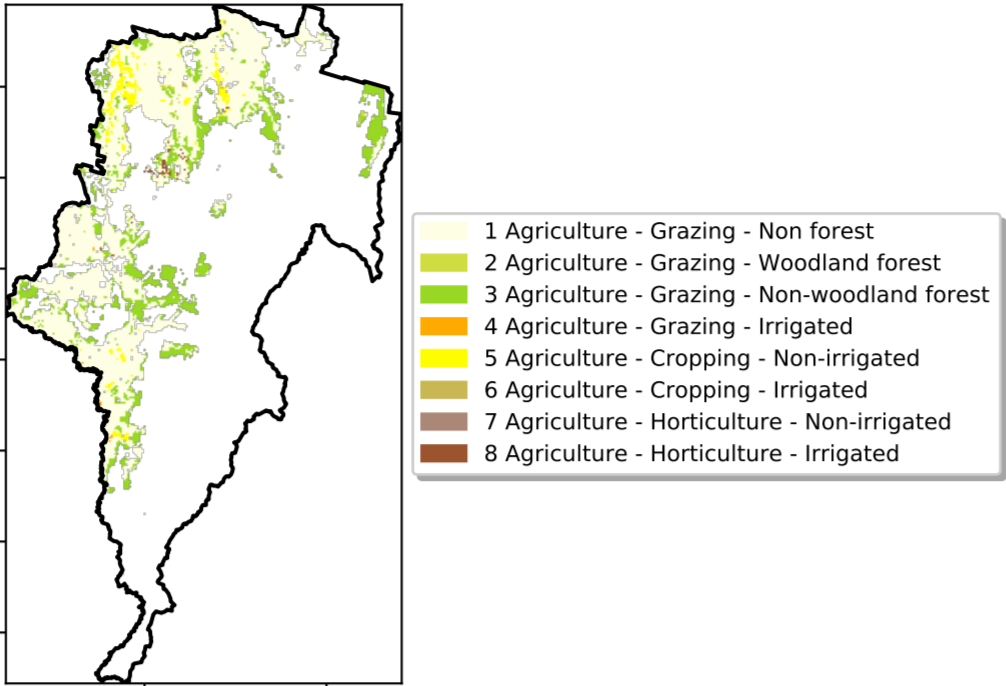 1 Agriculture - Grazing - Non forest
2 Agriculture - Grazing - Woodland forest
3 Agriculture - Grazing - Non-woodland forest
4 Agriculture - Grazing - Irrigated
5 Agriculture - Cropping - Non-irrigated
6 Agriculture - Cropping - Irrigated
7 Agriculture - Horticulture - Non-irrigated
8 Agriculture - Horticulture - Irrigated